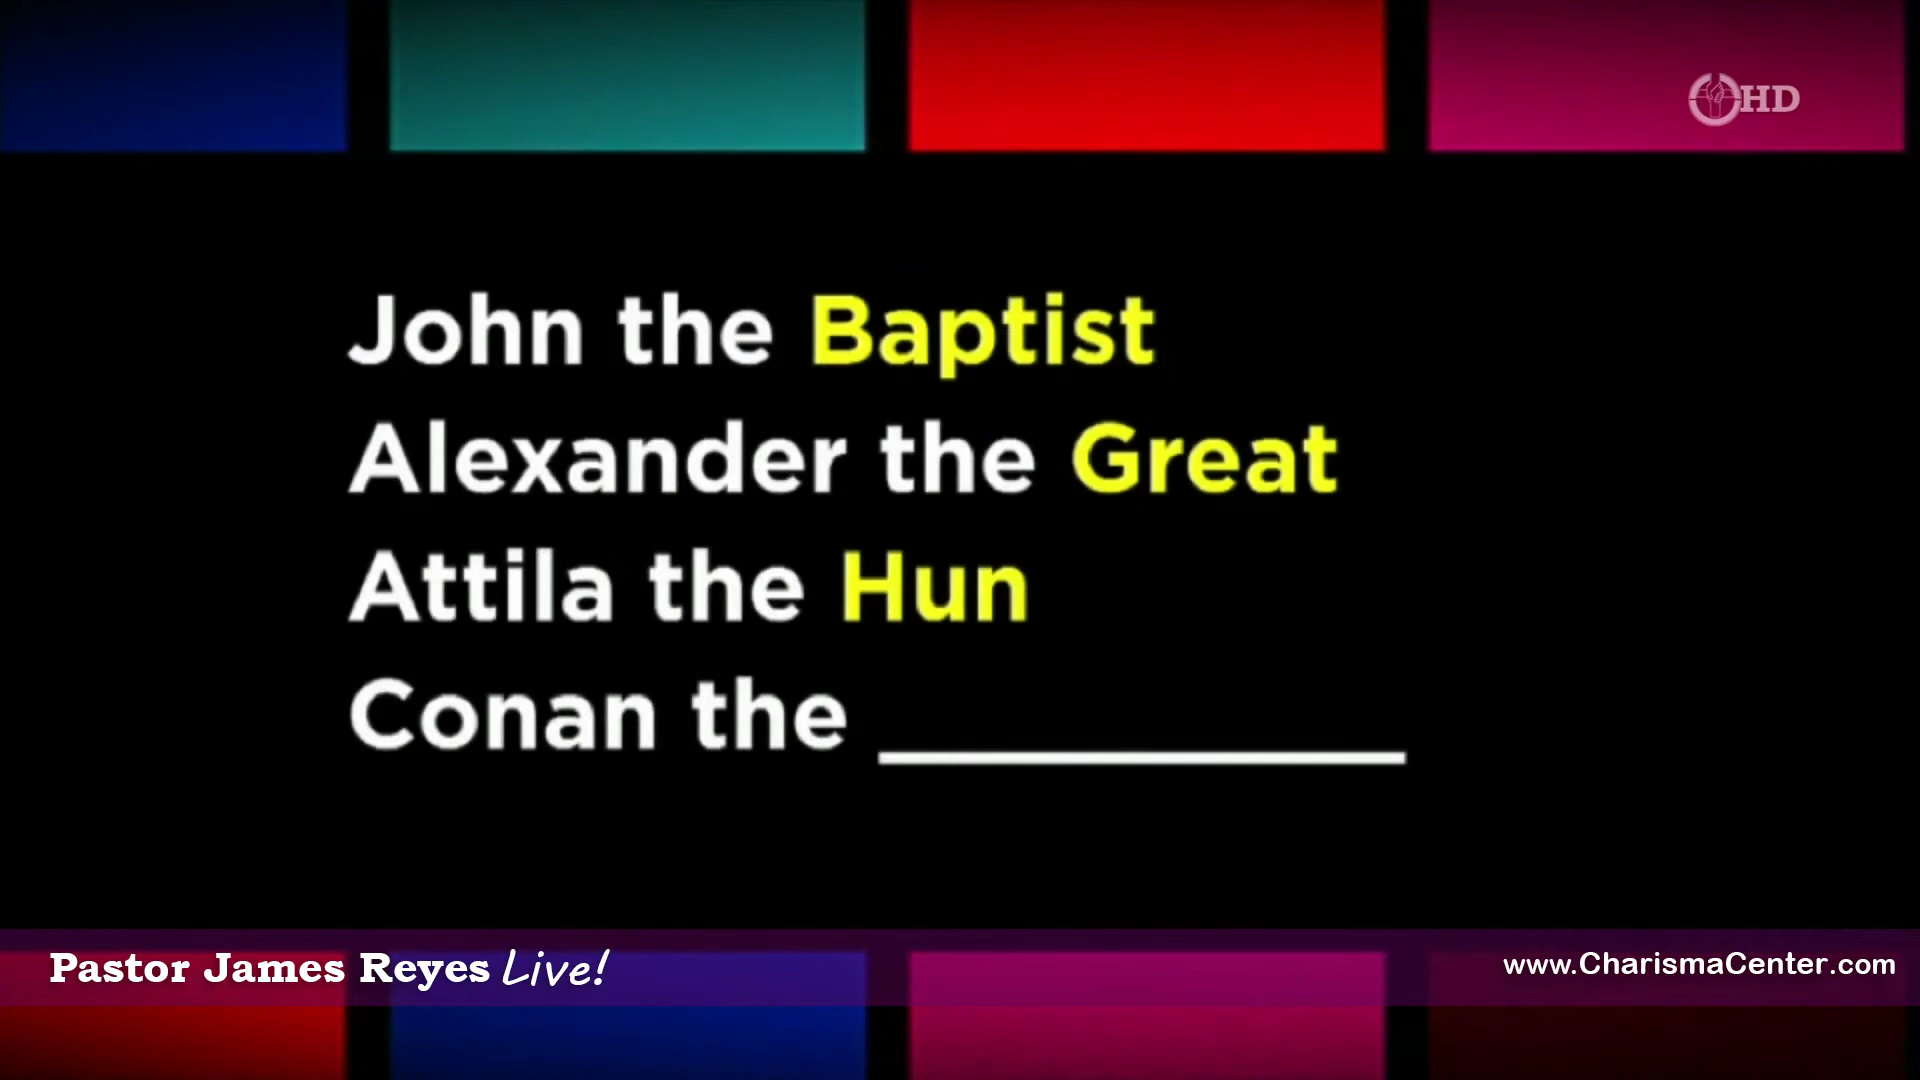 HD
John the Baptist
Alexander the Great
Attila the Hun
Conan the __________
Pastor James Reyes Live!
www.CharismaCenter.com